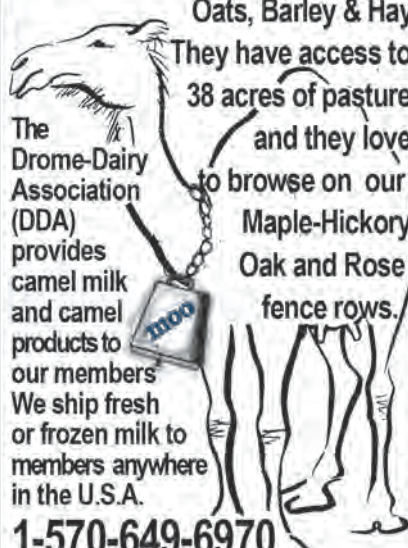 Oats, Barley & Hay
They have access to
38 acres of pasture
and they love
to browse on our
Maple-Hickory
Oak and Rose
fence rows.
The
Drome-Dairy
Association
(DDA)
provides
camel milk
and camel
products to
our members
We ship fresh
or frozen milk to
members anywhere
in the U.S.A.
moo
1-570-649-6970